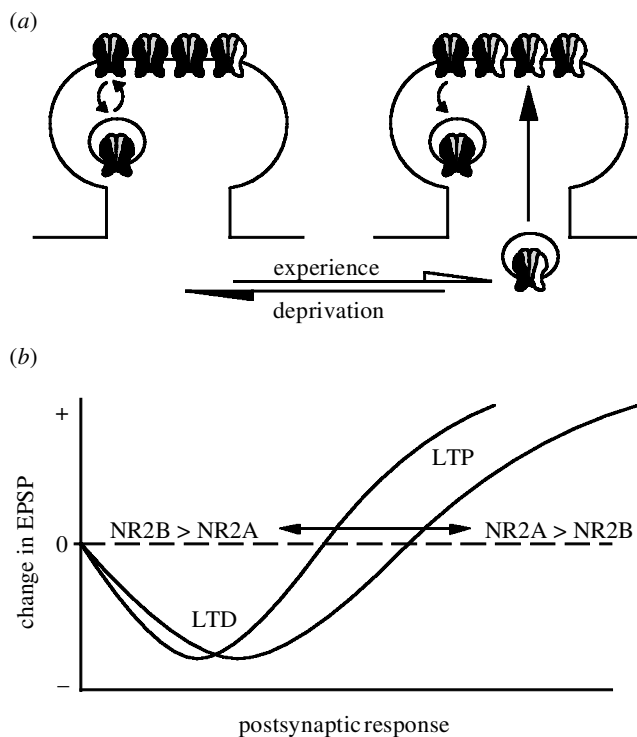 (a)
experience
deprivation
(b)
+
LTP
NR2B > NR2A
NR2A > NR2B
0
change in EPSP
LTD
–
postsynaptic response